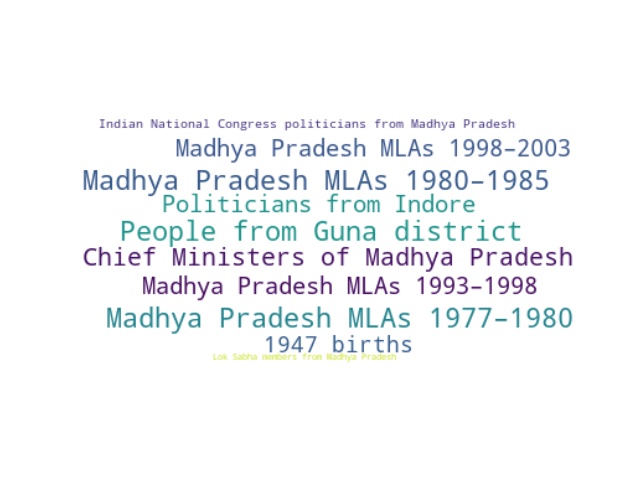 Indian National Congress politicians from Madhya Pradesh
Madhya Pradesh MLAs 1998–2003
Madhya Pradesh MLAs 1980–1985
Politicians from Indore
People from Guna district
Chief Ministers of Madhya Pradesh
Madhya Pradesh MLAs 1993–1998
Madhya Pradesh MLAs 1977–1980
1947 births
Lok Sabha members from Madhya Pradesh